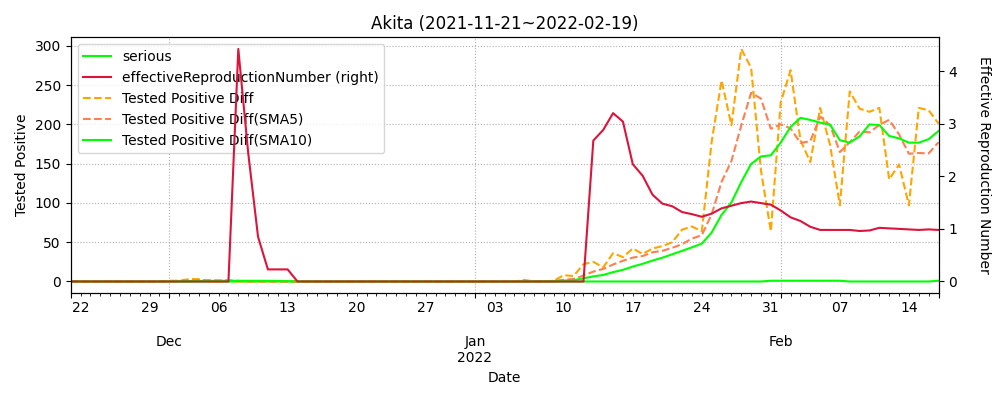 Akita (2021-11-21~2022-02-19)
serious
effectiveReproductionNumber (right)
Tested Positive Diff
Tested Positive Diff(SMA5)
Tested Positive Diff(SMA10)
Tested Positive
300
250
200
150
100
50
0
4
3
2
1
0
Effective Reproduction Number
22 29 06 13 20 27 03 10 17 24 31 07 14
Dec Jan Feb
2022
Date